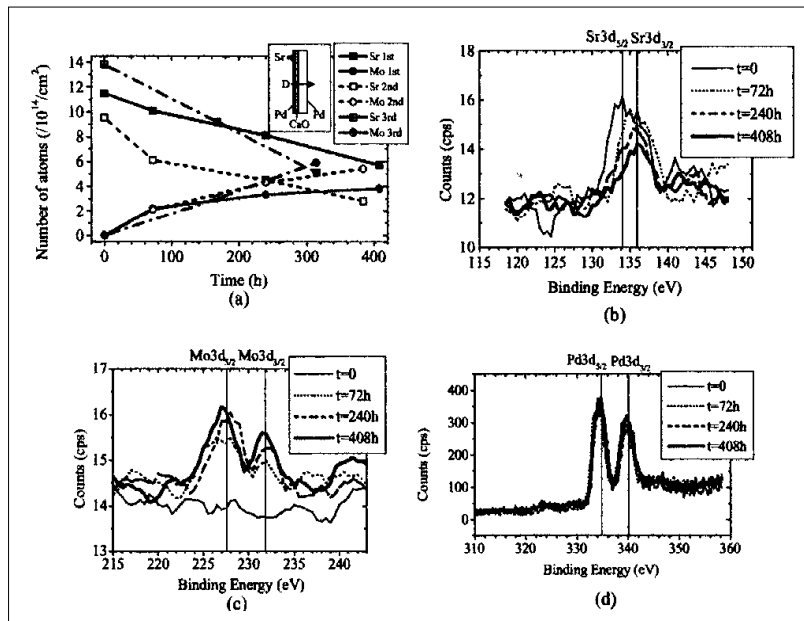 14
12
10
8
6
4
2
0
Number of atoms (/10¹⁴/cm²)
0 100 200 300 400
Time (h)
(a)
Sr
D
Pd
CaO
Pd
Sr 1st
Mo 1st
Sr 2nd
Mo 2nd
Sr 3rd
Mo 3rd
Sr3d5/2 Sr3d3/2
18
16
14
12
10
Counts (cps)
t=0
t=72h
t=240h
t=408h
115 120 125 130 135 140 145 150
Binding Energy (eV)
(b)
Mo3d5/2 Mo3d3/2
17
16
15
14
13
Counts (cps)
t=0
t=72h
t=240h
t=408h
215 220 225 230 235 240
Binding Energy (eV)
(c)
Pd3d5/2 Pd3d3/2
400
300
200
100
0
Counts (cps)
t=0
t=72h
t=240h
t=408h
310 320 330 340 350 360
Binding Energy (eV)
(d)